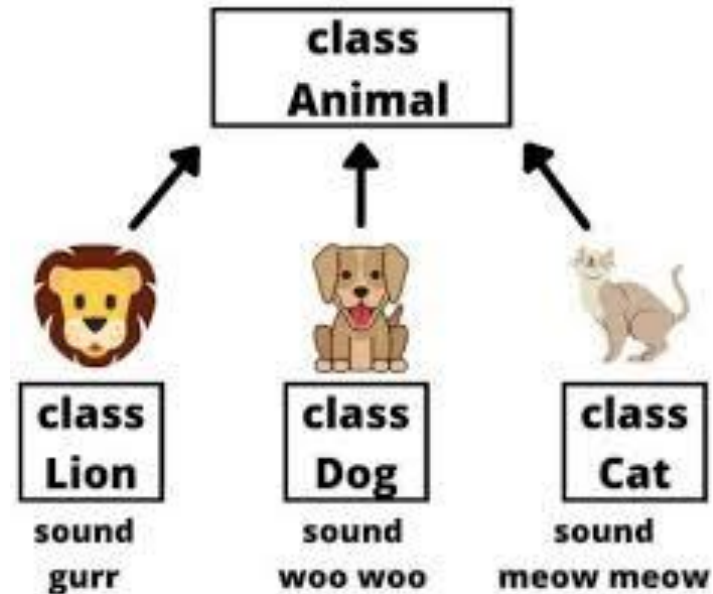 class
Animal
class
Lion
sound
gurr
class
Dog
sound
woo woo
class
Cat
sound
meow meow